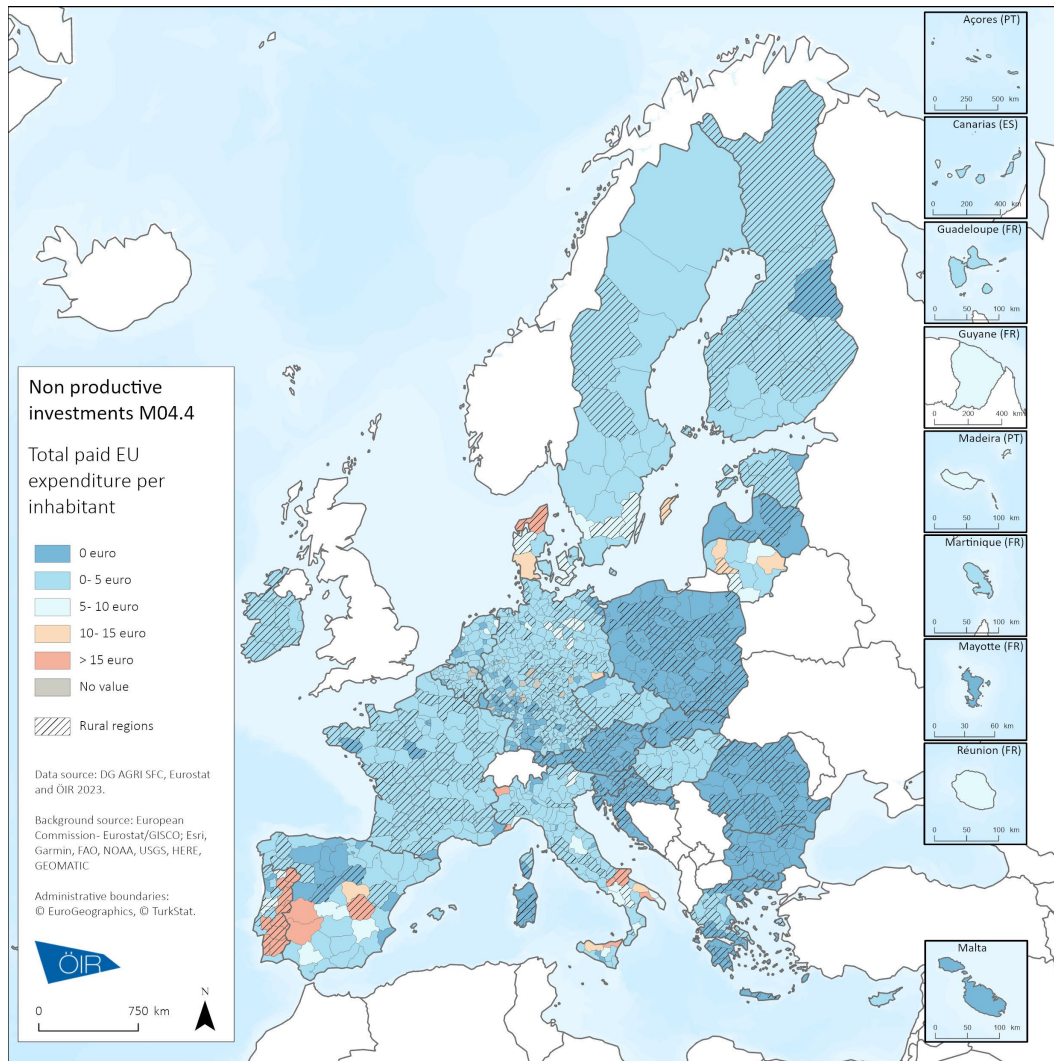 Non productive
investments M04.4
Total paid EU
expenditure per
inhabitant
0 euro
0- 5 euro
5- 10 euro
10- 15 euro
> 15 euro
No value
Rural regions
Data source: DG AGRI SFC, Eurostat
and ÖIR 2023.
Background source: European
Commission- Eurostat/GISCO; Esri,
Garmin, FAO, NOAA, USGS, HERE,
GEOMATIC
Administrative boundaries:
© EuroGeographics, © TurkStat.
ÖIR
N
0 750 km
Açores (PT)
0 250 500 km
Canarias (ES)
0 200 400 km
Guadeloupe (FR)
0 50 100 km
Guyane (FR)
0 200 400 km
Madeira (PT)
0 50 100 km
Martinique (FR)
0 50 100 km
Mayotte (FR)
0 30 60 km
Réunion (FR)
0 50 100 km
Malta
0 50 100 km